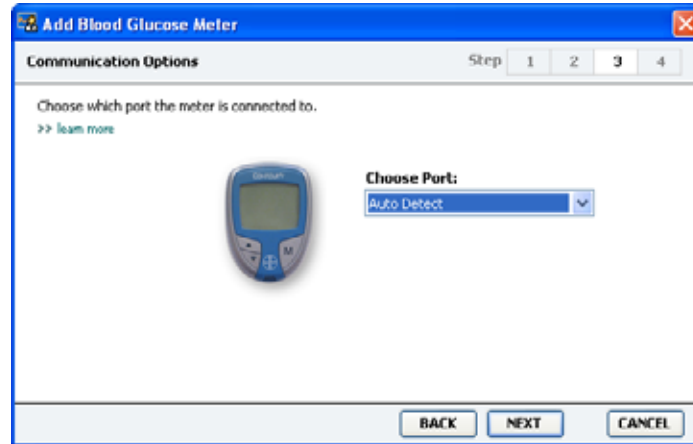 Add Blood Glucose Meter
Communication Options
Step 1 2 3 4
Choose which port the meter is connected to.
>> learn more
Contour
Choose Port:
Auto Detect
M
BACK NEXT CANCEL